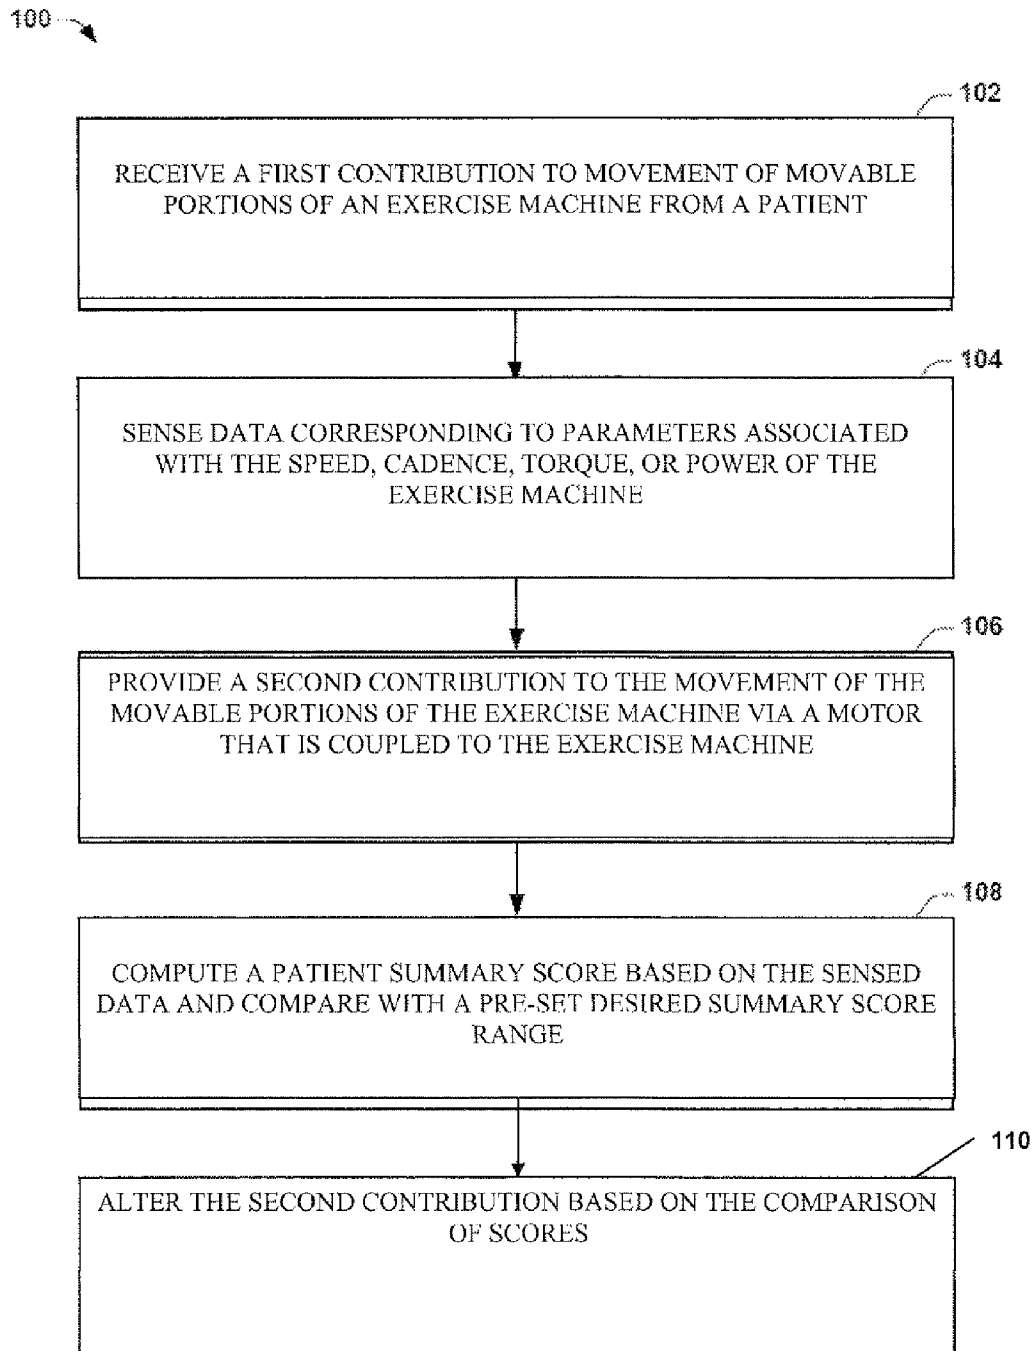 100
102
RECEIVE A FIRST CONTRIBUTION TO MOVEMENT OF MOVABLE
PORTIONS OF AN EXERCISE MACHINE FROM A PATIENT
104
SENSE DATA CORRESPONDING TO PARAMETERS ASSOCIATED
WITH THE SPEED, CADENCE, TORQUE, OR POWER OF THE
EXERCISE MACHINE
106
PROVIDE A SECOND CONTRIBUTION TO THE MOVEMENT OF THE
MOVABLE PORTIONS OF THE EXERCISE MACHINE VIA A MOTOR
THAT IS COUPLED TO THE EXERCISE MACHINE
108
COMPUTE A PATIENT SUMMARY SCORE BASED ON THE SENSED
DATA AND COMPARE WITH A PRE-SET DESIRED SUMMARY SCORE
RANGE
110
ALTER THE SECOND CONTRIBUTION BASED ON THE COMPARISON
OF SCORES